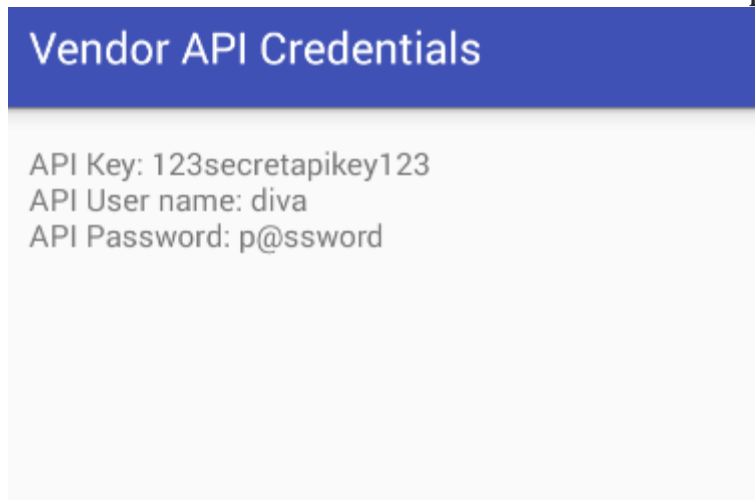 Vendor API Credentials
API Key: 123secretapikey123
API User name: diva
API Password: p@ssword